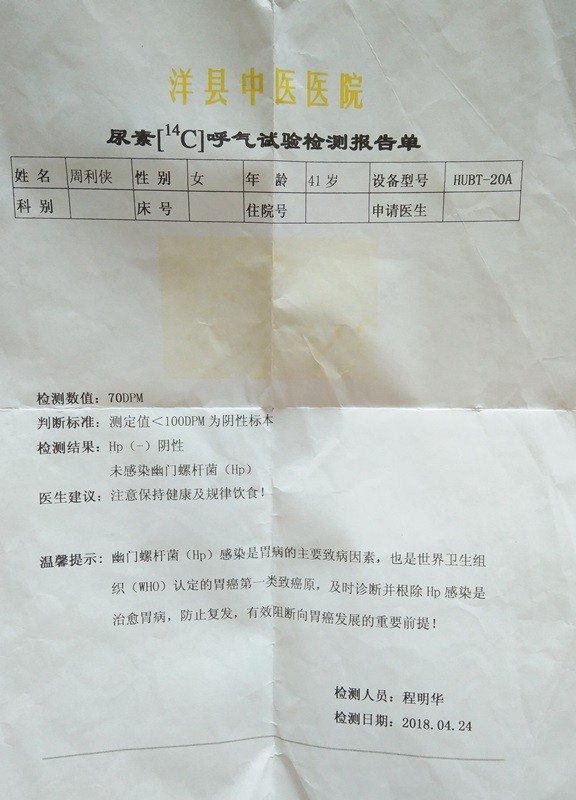 洋县中医医院
尿素[14C]呼气试验检测报告单
姓 名 周利侠 性 别 女 年 龄 41岁 设备型号 HUBT-20A
科 别 床 号 住院号 申请医生
检测数值：70DPM
判断标准：测定值＜100DPM为阴性标本
检测结果：Hp（-）阴性
未感染幽门螺杆菌（Hp）
医生建议：注意保持健康及规律饮食！
温馨提示：幽门螺杆菌（Hp）感染是胃病的主要致病因素，也是世界卫生组
织（WHO）认定的胃癌第一类致癌原，及时诊断并根除Hp感染是
治愈胃病，防止复发，有效阻断向胃癌发展的重要前提！
检测人员：程明华
检测日期：2018.04.24